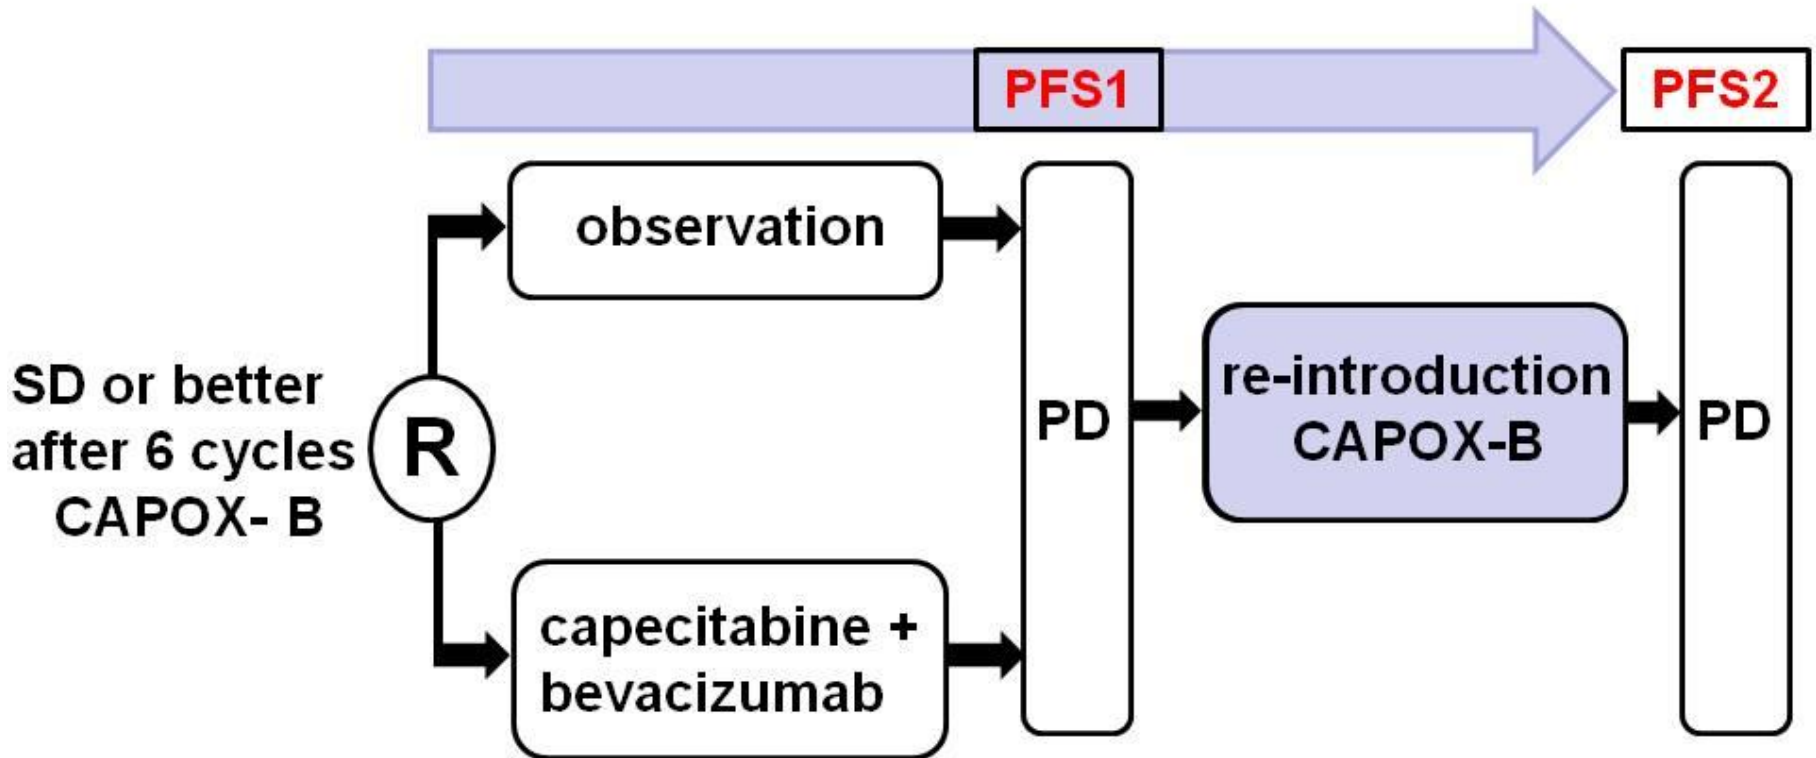 PFS1
PFS2
observation
SD or better
after 6 cycles
CAPOX- B
R
PD
re-introduction
CAPOX-B
PD
capecitabine +
bevacizumab